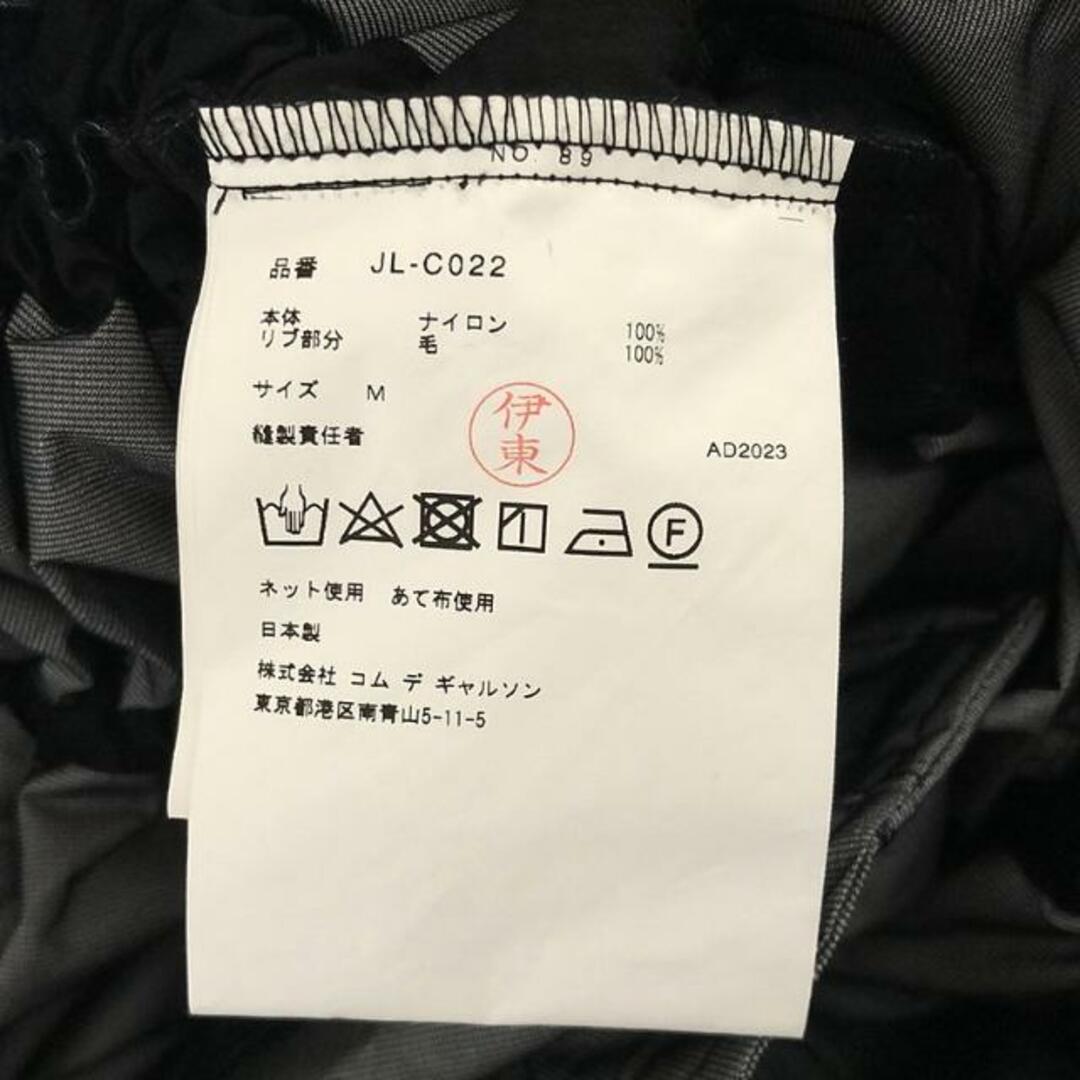 NO. 89
品番 JL-C022
本体 ナイロン 100%
リブ部分 毛 100%
サイズ M
伊東
縫製責任者 AD2023
F
ネット使用 あて布使用
日本製
株式会社 コム デ ギャルソン
東京都港区南青山5-11-5